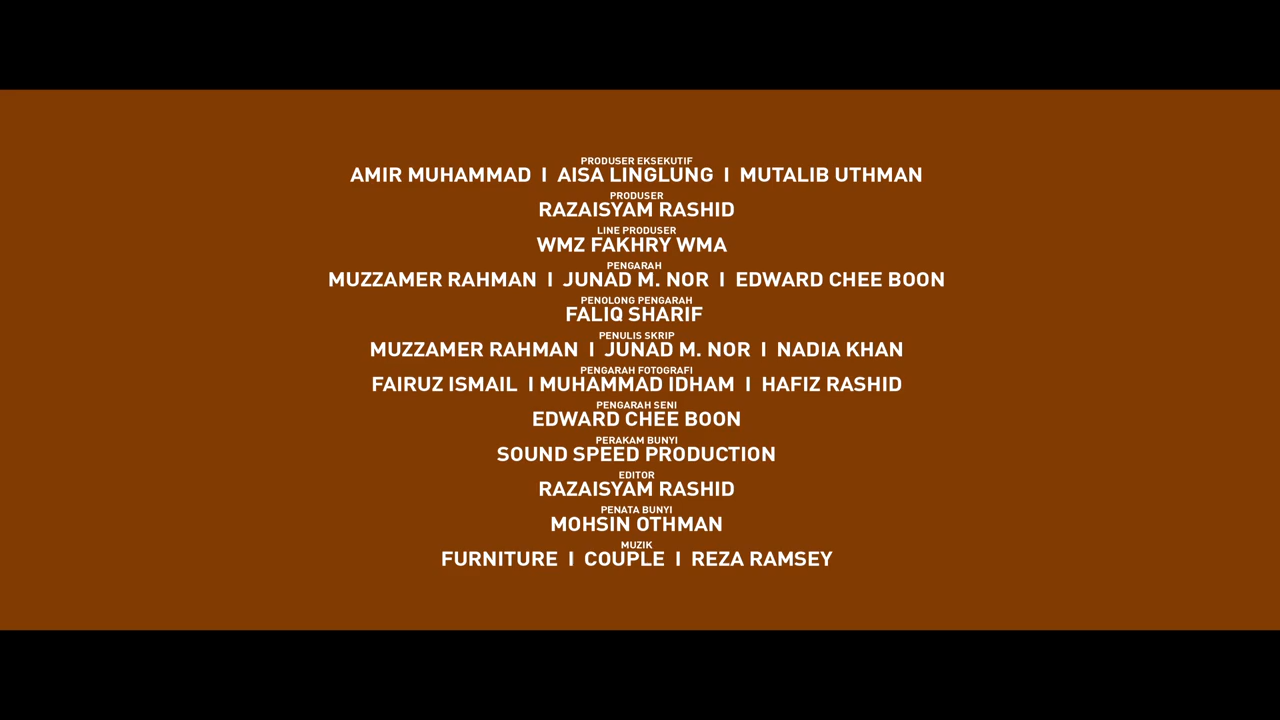 PRODUSER EKSEKUTIF
AMIR MUHAMMAD I AISA LINGLUNG I MUTALIB UTHMAN
PRODUSER
RAZAISYAM RASHID
LINE PRODUSER
WMZ FAKHRY WMA
PENGARAH
MUZZAMER RAHMAN I JUNAD M. NOR I EDWARD CHEE BOON
PENOLONG PENGARAH
FALIQ SHARIF
PENULIS SKRIP
MUZZAMER RAHMAN I JUNAD M. NOR I NADIA KHAN
PENGARAH FOTOGRAFI
FAIRUZ ISMAIL I MUHAMMAD IDHAM I HAFIZ RASHID
PENGARAH SENI
EDWARD CHEE BOON
PERAKAM BUNYI
SOUND SPEED PRODUCTION
EDITOR
RAZAISYAM RASHID
PENATA BUNYI
MOHSIN OTHMAN
MUZIK
FURNITURE I COUPLE I REZA RAMSEY